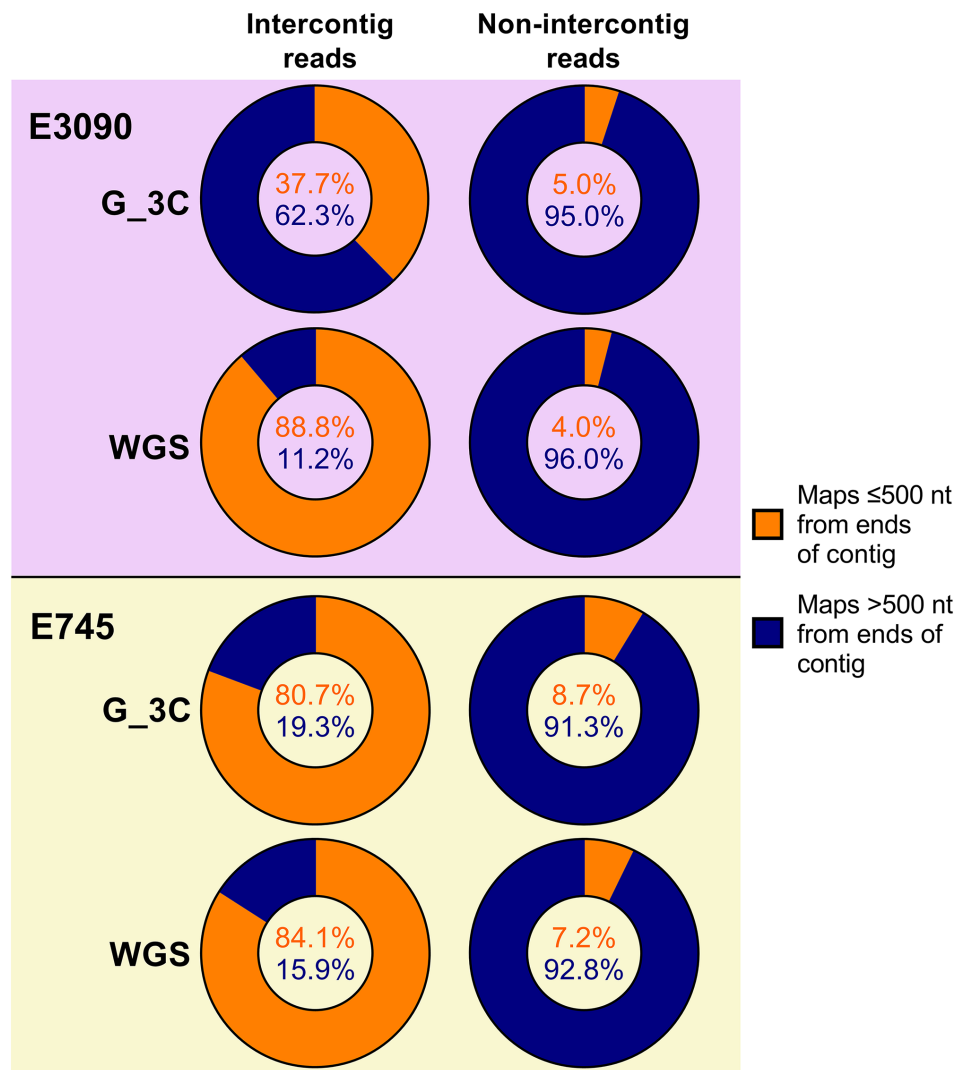 Intercontig
reads
Non-intercontig
reads
E3090
G_3C
37.7%
62.3%
5.0%
95.0%
WGS
88.8%
11.2%
4.0%
96.0%
Maps ≤500 nt
from ends
of contig
Maps >500 nt
from ends of
contig
E745
G_3C
80.7%
19.3%
8.7%
91.3%
WGS
84.1%
15.9%
7.2%
92.8%